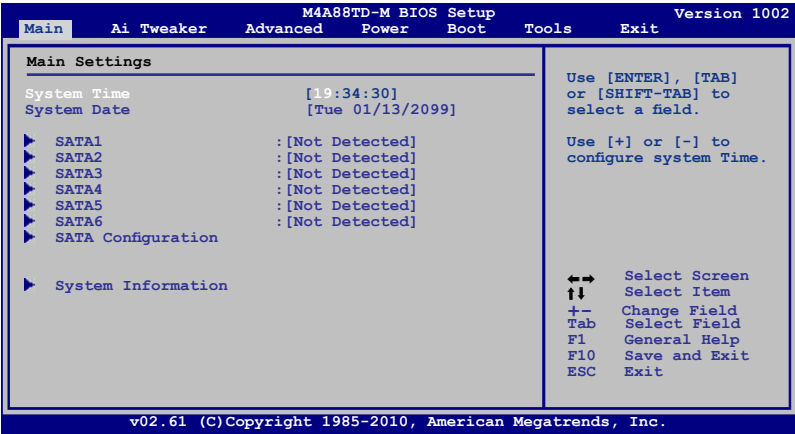 M4A88TD-M BIOS Setup Version 1002
Main Ai Tweaker Advanced Power Boot Tools Exit
Main Settings
System Time [19:34:30]
System Date [Tue 01/13/2099]
SATA1 :[Not Detected]
SATA2 :[Not Detected]
SATA3 :[Not Detected]
SATA4 :[Not Detected]
SATA5 :[Not Detected]
SATA6 :[Not Detected]
SATA Configuration
System Information
Use [ENTER], [TAB]
or [SHIFT-TAB] to
select a field.
Use [+] or [-] to
configure system Time.
←→ Select Screen
↑↓ Select Item
+- Change Field
Tab Select Field
F1 General Help
F10 Save and Exit
ESC Exit
v02.61 (C)Copyright 1985-2010, American Megatrends, Inc.